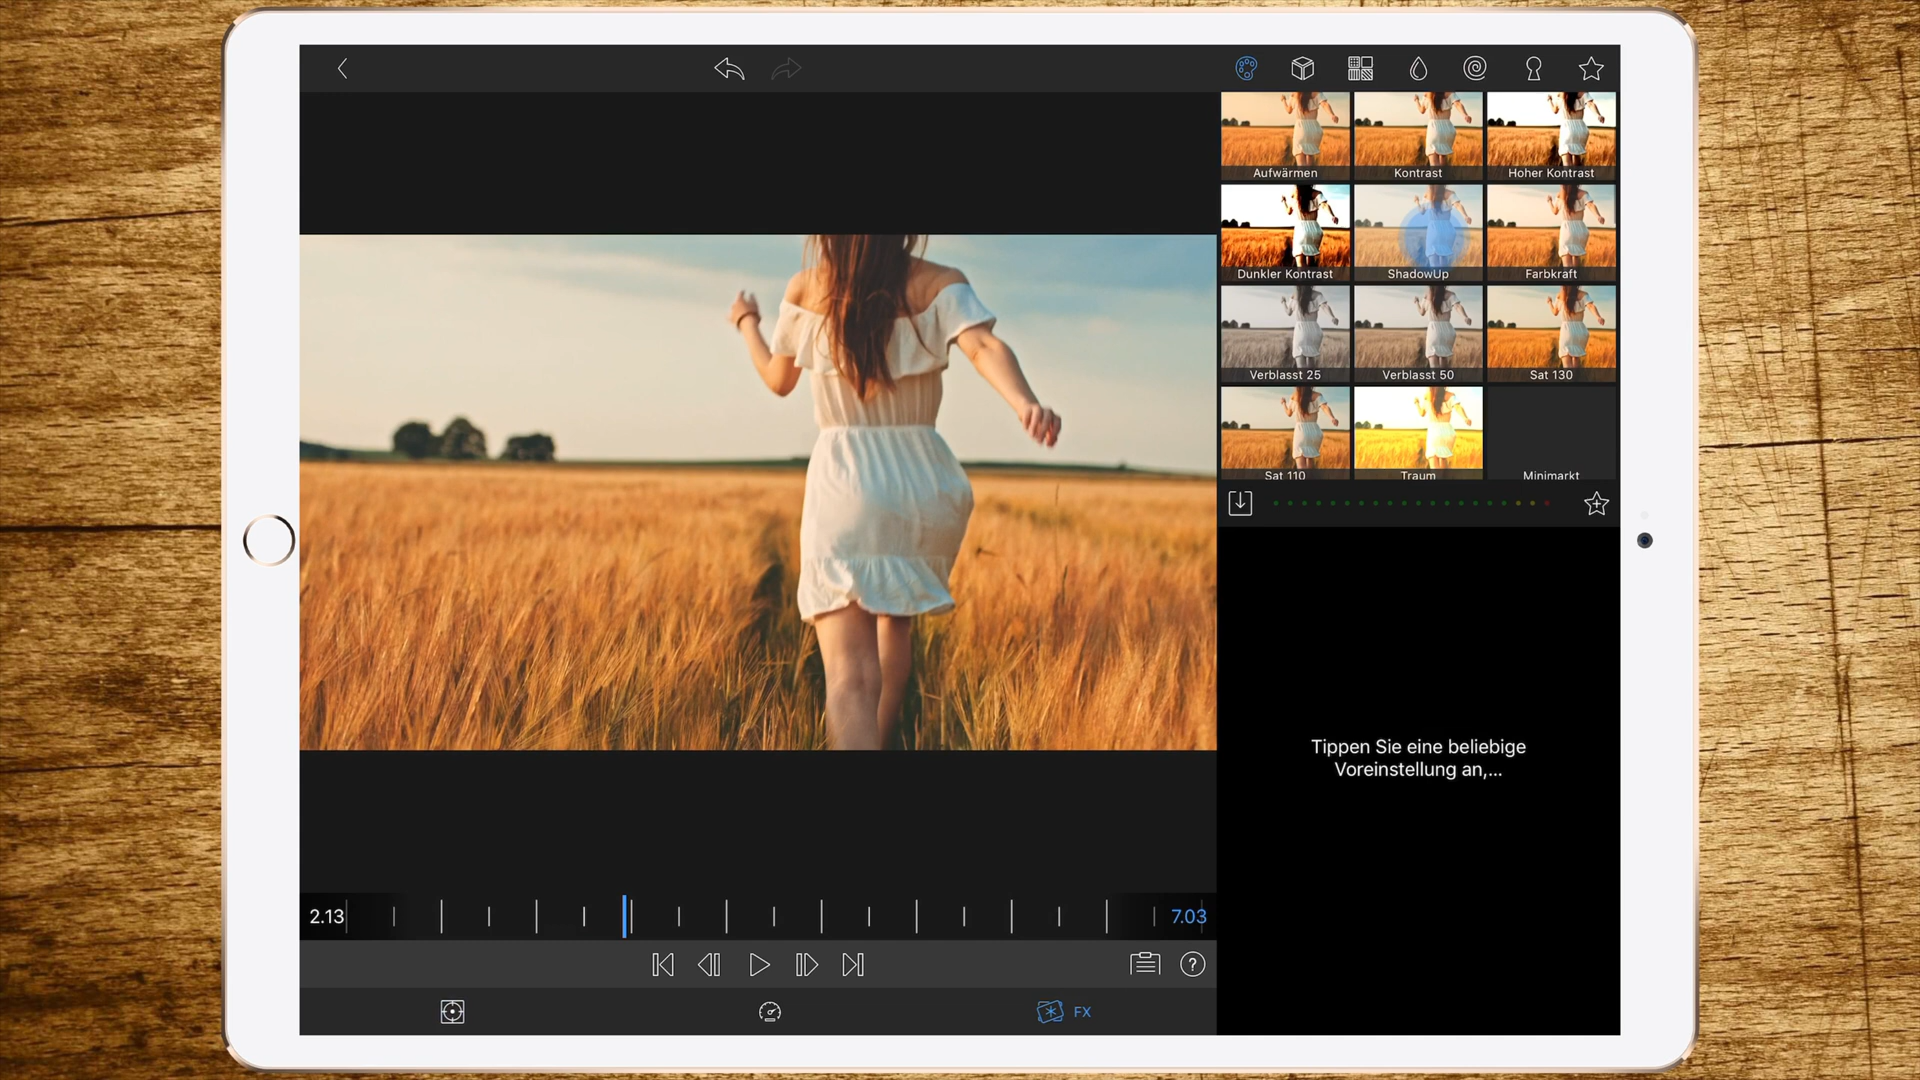 Aufwärmen
Kontrast
Hoher Kontrast
Dunkler Kontrast
ShadowUp
Farbkraft
Verblasst 25
Verblasst 50
Sat 130
Sat 110
Traum
Minimarkt
Tippen Sie eine beliebige
Voreinstellung an,...
2.13
7.03
?
FX